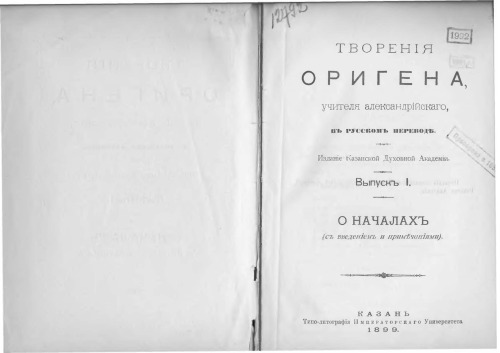 12492
1932
ТВОРЕНІЯ
ОРИГЕНА,
учителя александрійскаго,
ВЪ РУССКОМЪ ПЕРЕВОДѢ.
Изданіе Казанской Духовной Академіи.
Выпускъ I.
О НАЧАЛАХЪ
(съ введеніемъ и примѣчаніями).
КАЗАНЬ
Типо-литографія Императорскаго Университета
1899.